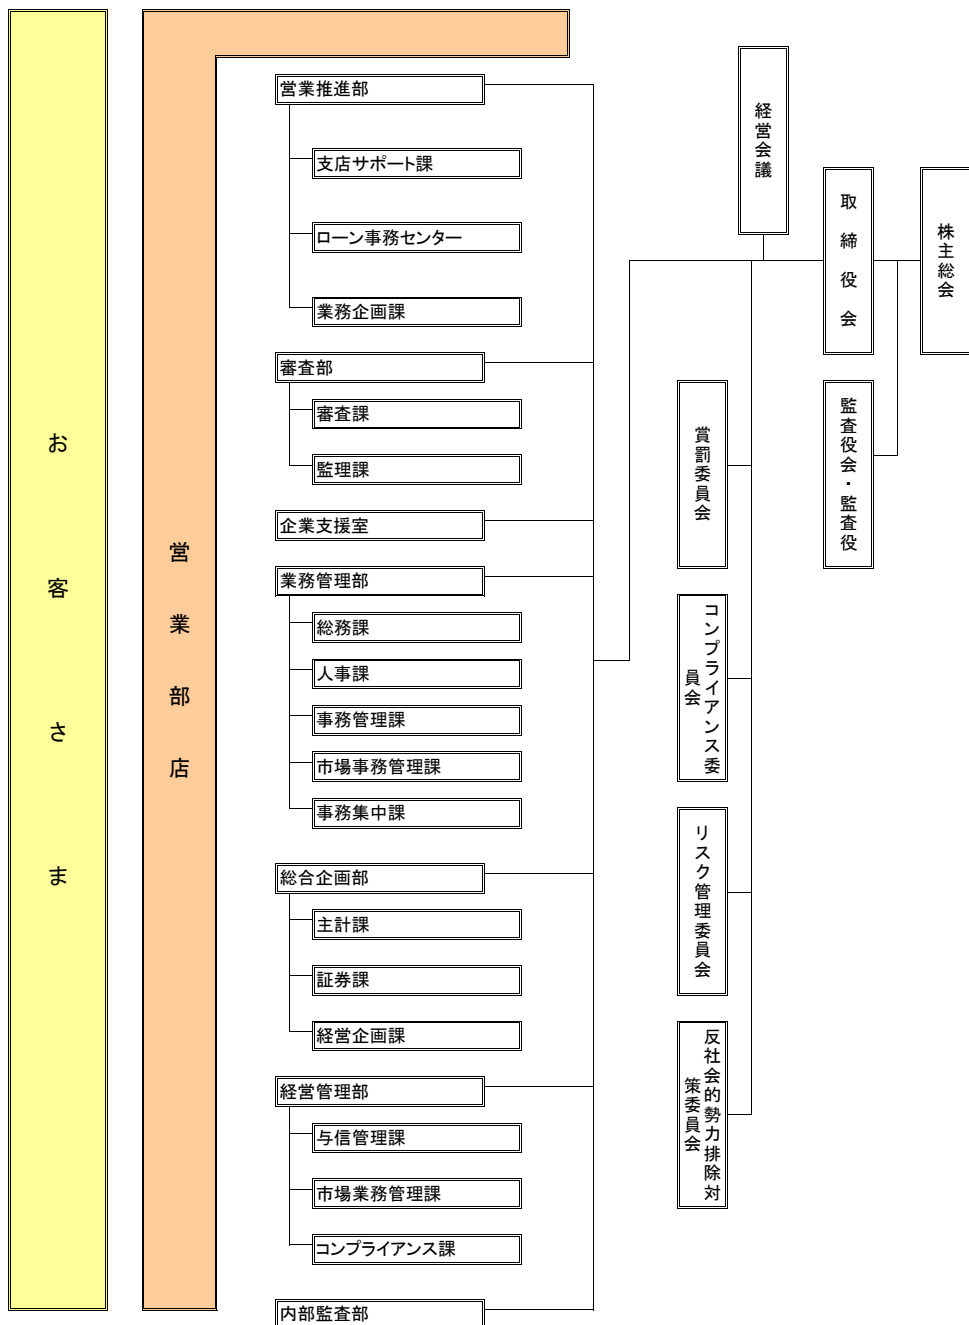 お客さま
営業部店
営業推進部
支店サポート課
ローン事務センター
業務企画課
審査部
審査課
監理課
企業支援室
業務管理部
総務課
人事課
事務管理課
市場事務管理課
事務集中課
総合企画部
主計課
証券課
経営企画課
経営管理部
与信管理課
市場業務管理課
コンプライアンス課
内部監査部
経営会議
取締役会
株主総会
監査役会・監査役
賞罰委員会
コンプライアンス委
員会
リスク管理委員会
反社会的勢力排除対
策委員会